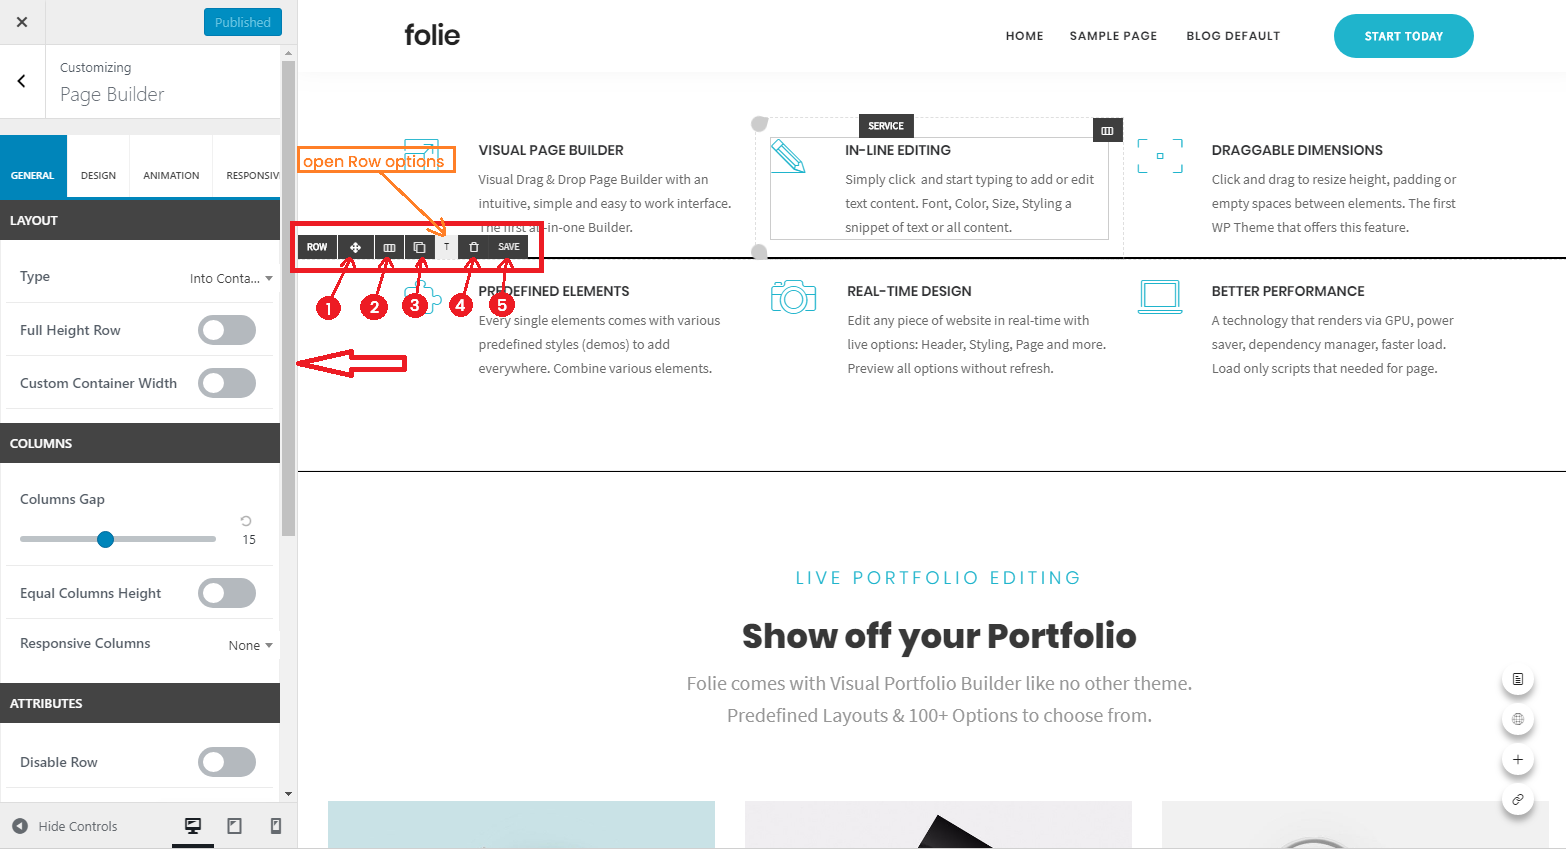 Published
Customizing
Page Builder
GENERAL
DESIGN
ANIMATION
RESPONSIV
LAYOUT
Type
Into Conta...
Full Height Row
Custom Container Width
COLUMNS
Columns Gap
15
Equal Columns Height
Responsive Columns
None
ATTRIBUTES
Disable Row
Hide Controls
folie
HOME
SAMPLE PAGE
BLOG DEFAULT
START TODAY
open Row options
VISUAL PAGE BUILDER
Visual Drag & Drop Page Builder with an
intuitive, simple and easy to work interface.
The first all-in-one Builder.
SERVICE
IN-LINE EDITING
Simply click and start typing to add or edit
text content. Font, Color, Size, Styling a
snippet of text or all content.
DRAGGABLE DIMENSIONS
Click and drag to resize height, padding or
empty spaces between elements. The first
WP Theme that offers this feature.
ROW
T
SAVE
1
2
3
4
5
PREDEFINED ELEMENTS
Every single elements comes with various
predefined styles (demos) to add
everywhere. Combine various elements.
REAL-TIME DESIGN
Edit any piece of website in real-time with
live options: Header, Styling, Page and more.
Preview all options without refresh.
BETTER PERFORMANCE
A technology that renders via GPU, power
saver, dependency manager, faster load.
Load only scripts that needed for page.
LIVE PORTFOLIO EDITING
Show off your Portfolio
Folie comes with Visual Portfolio Builder like no other theme.
Predefined Layouts & 100+ Options to choose from.